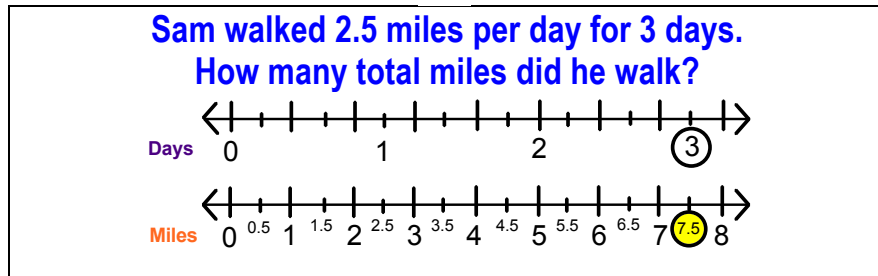 Sam walked 2.5 miles per day for 3 days.
How many total miles did he walk?
Days 0 1 2 3
Miles 0 0.5 1 1.5 2 2.5 3 3.5 4 4.5 5 5.5 6 6.5 7 7.5 8